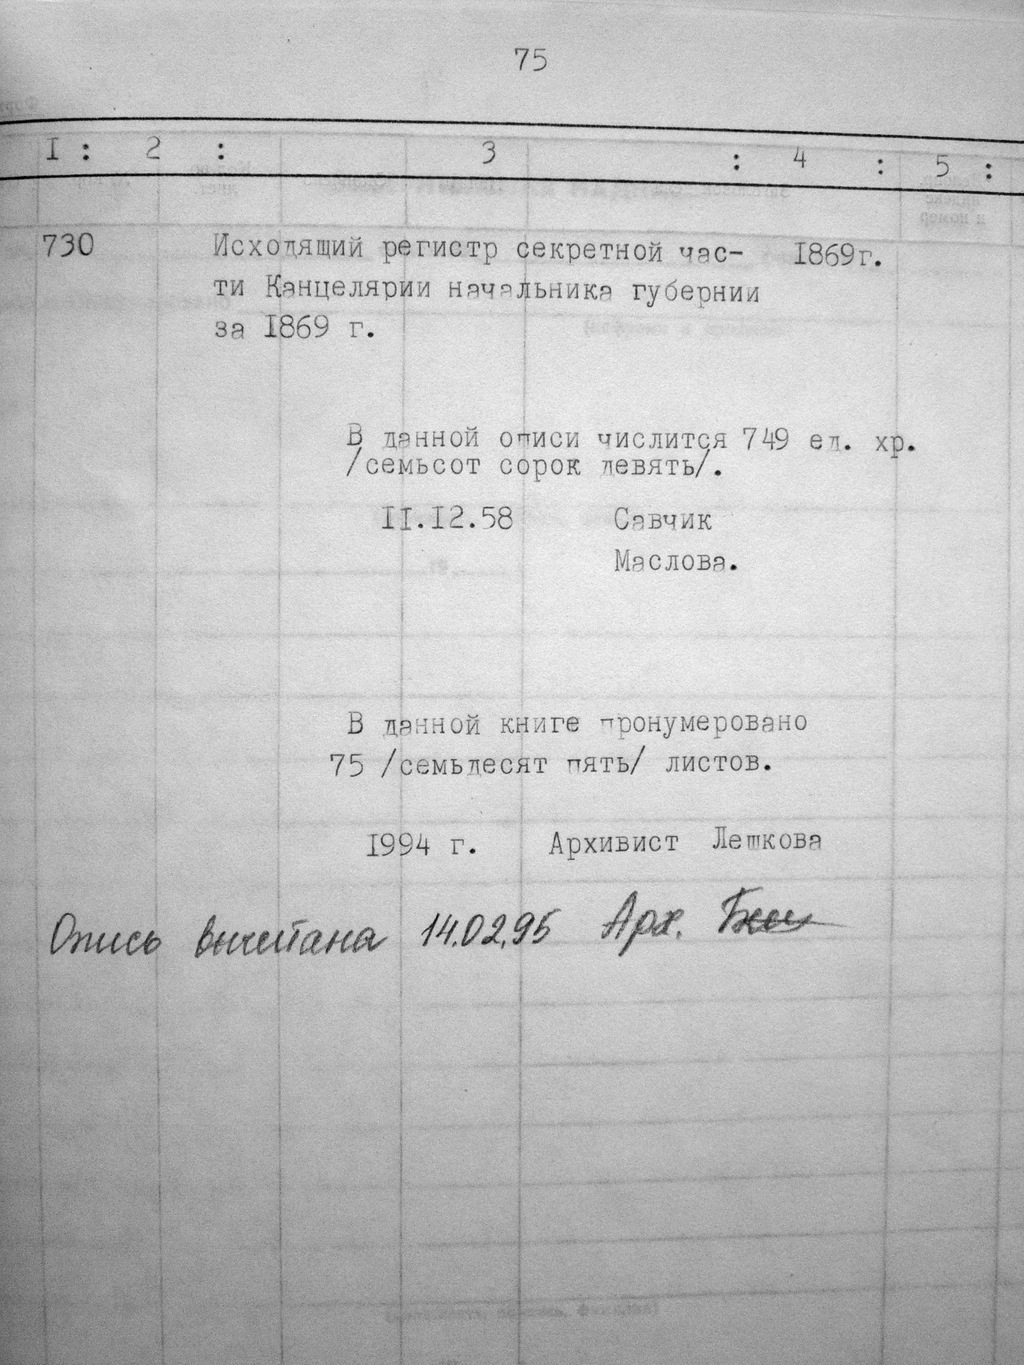 75
I : 2 : 3 : 4 : 5 :
730 Исходящий регистр секретной час- I869г.
ти Канцелярии начальника губернии
за I869 г.
В данной описи числится 749 ед. хр.
/семьсот сорок девять/.
II.I2.58 Савчик
Маслова.
В данной книге пронумеровано
75 /семьдесят пять/ листов.
I994 г. Архивист Лешкова
Опись вычитана 14.02.95 Арх.